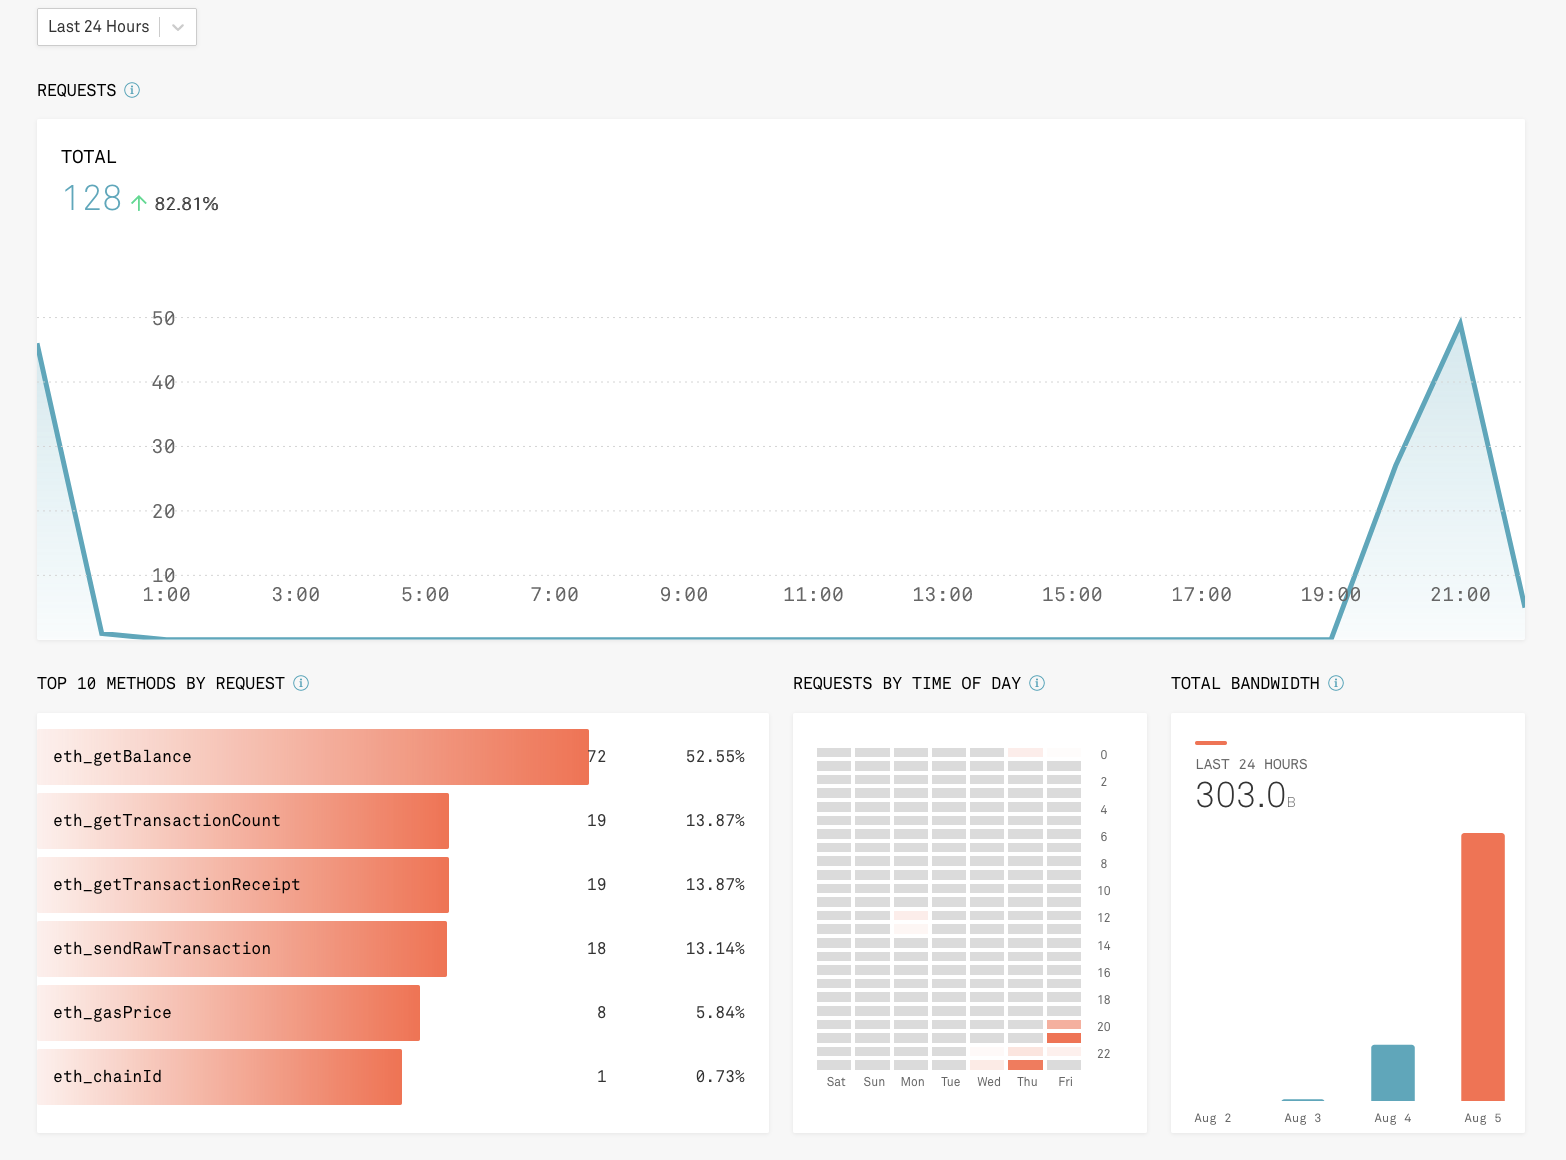 Last 24 Hours
REQUESTS
TOTAL
128 82.81%
50
40
30
20
10
1:00 3:00 5:00 7:00 9:00 11:00 13:00 15:00 17:00 19:00 21:00
TOP 10 METHODS BY REQUEST
eth_getBalance 72 52.55%
eth_getTransactionCount 19 13.87%
eth_getTransactionReceipt 19 13.87%
eth_sendRawTransaction 18 13.14%
eth_gasPrice 8 5.84%
eth_chainId 1 0.73%
REQUESTS BY TIME OF DAY
0
2
4
6
8
10
12
14
16
18
20
22
Sat Sun Mon Tue Wed Thu Fri
TOTAL BANDWIDTH
LAST 24 HOURS
303.0B
Aug 2 Aug 3 Aug 4 Aug 5